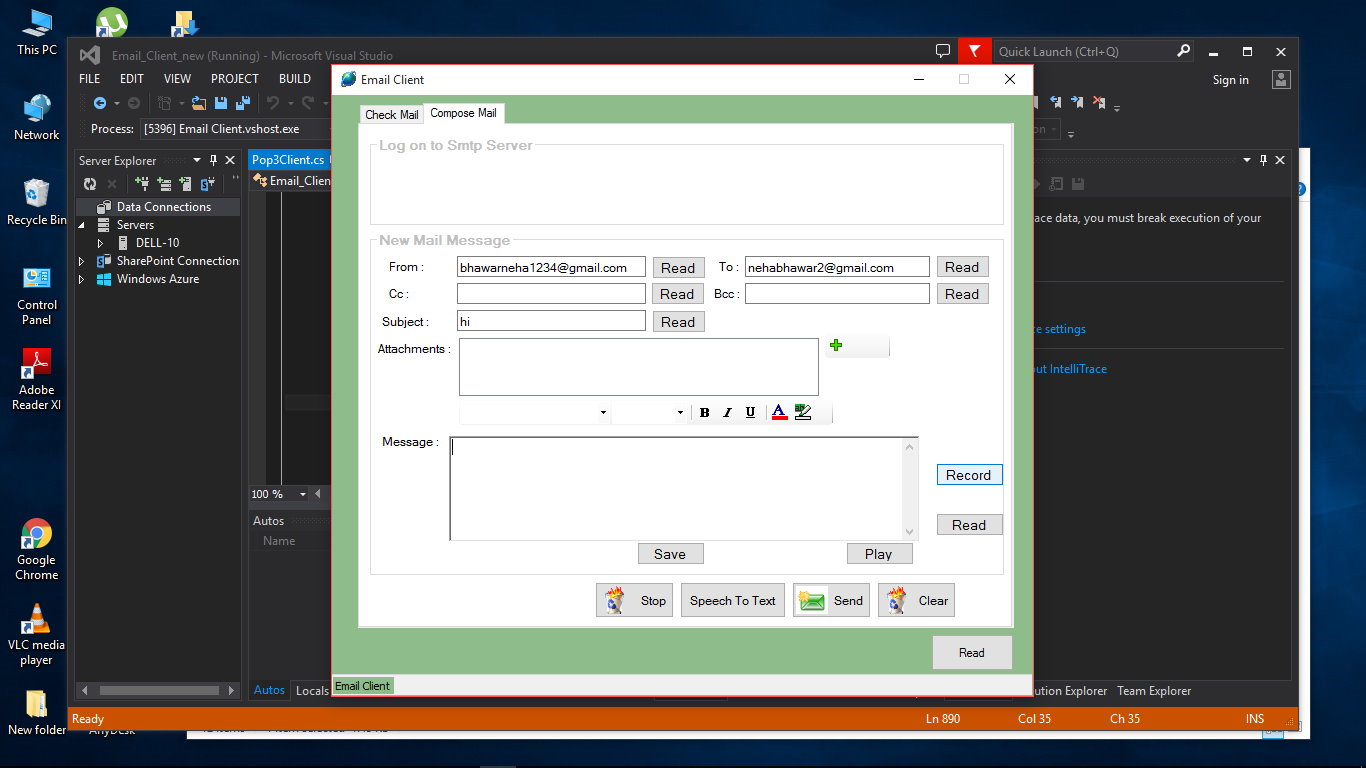 This PC
Network
Recycle Bin
Control
Panel
Adobe
Reader XI
Google
Chrome
VLC media
player
New folder
AnyDesk
Email_Client_new (Running) - Microsoft Visual Studio
Quick Launch (Ctrl+Q)
FILE EDIT VIEW PROJECT BUILD
Sign in
Process: [5396] Email Client.vshost.exe
Server Explorer
Data Connections
Servers
DELL-10
SharePoint Connection
Windows Azure
Pop3Client.cs
Email_Clien
100 %
Autos
Name
Autos Locals
Email Client
Check Mail Compose Mail
Log on to Smtp Server
New Mail Message
From : bhawarneha1234@gmail.com Read To : nehabhawar2@gmail.com Read
Cc : Read Bcc : Read
Subject : hi Read
Attachments :
B I U A
Message :
Record
Read
Save Play
Stop Speech To Text Send Clear
Read
Email Client
ace data, you must break execution of your
ce settings
out IntelliTrace
ution Explorer Team Explorer
Ready Ln 890 Col 35 Ch 35 INS